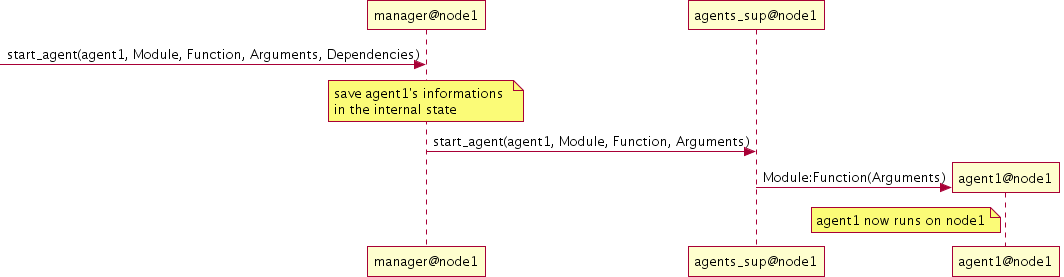 manager@node1
agents_sup@node1
start_agent(agent1, Module, Function, Arguments, Dependencies)
save agent1's informations
in the internal state
start_agent(agent1, Module, Function, Arguments)
Module:Function(Arguments)
agent1@node1
agent1 now runs on node1
manager@node1
agents_sup@node1
agent1@node1